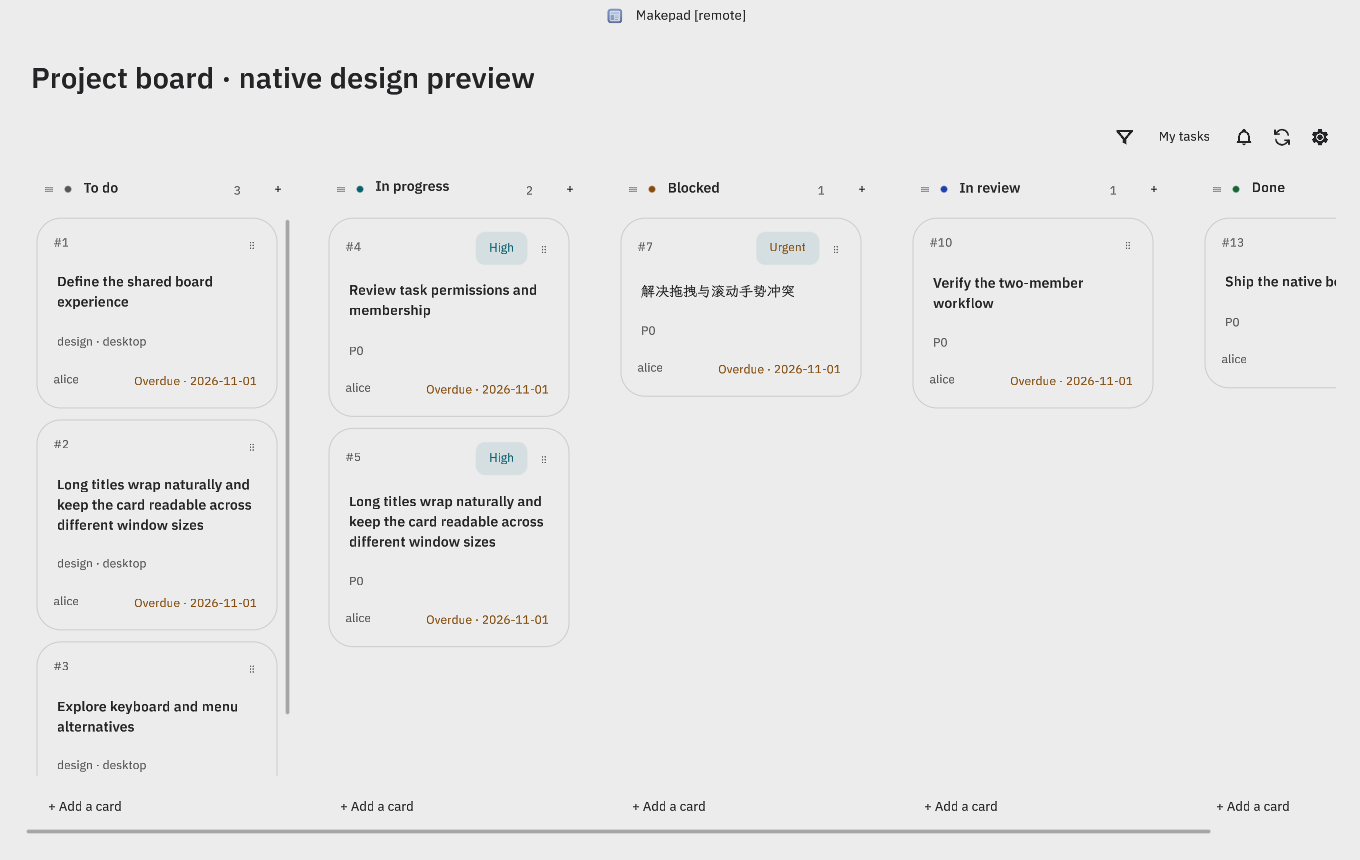 Makepad [remote]
Project board · native design preview
My tasks
To do 3 +
#1
Define the shared board
experience
design · desktop
alice Overdue · 2026-11-01
#2
Long titles wrap naturally and
keep the card readable across
different window sizes
design · desktop
alice Overdue · 2026-11-01
#3
Explore keyboard and menu
alternatives
design · desktop
+ Add a card
In progress 2 +
#4 High
Review task permissions and
membership
P0
alice Overdue · 2026-11-01
#5 High
Long titles wrap naturally and
keep the card readable across
different window sizes
P0
alice Overdue · 2026-11-01
+ Add a card
Blocked 1 +
#7 Urgent
解决拖拽与滚动手势冲突
P0
alice Overdue · 2026-11-01
+ Add a card
In review 1 +
#10
Verify the two-member
workflow
P0
alice Overdue · 2026-11-01
+ Add a card
Done
#13
Ship the native
P0
alice
+ Add a card